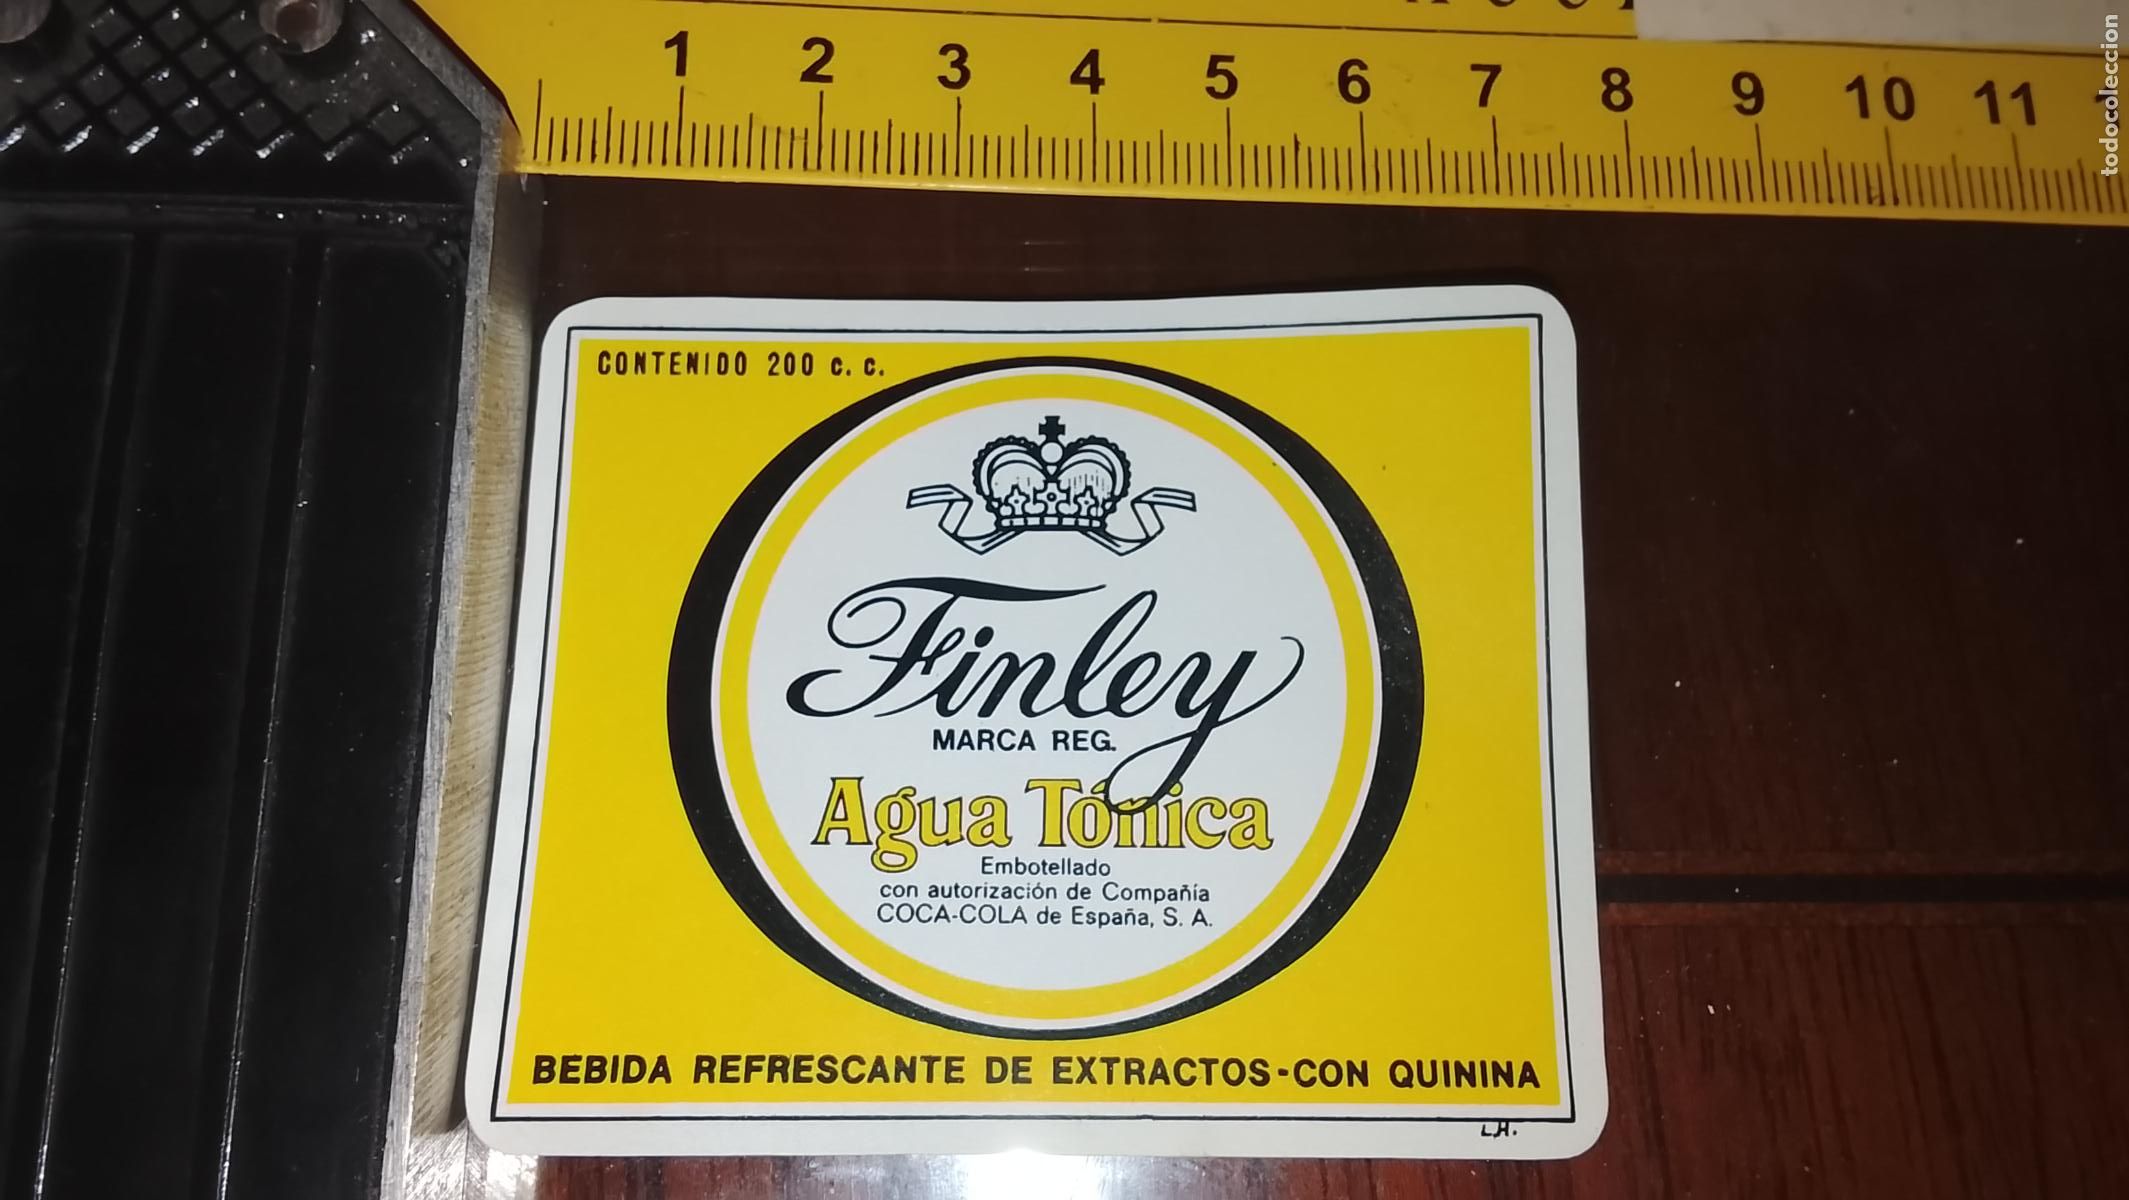 1 2 3 4 5 6 7 8 9 10 11
CONTENIDO 200 c. c.
Finley
MARCA REG.
Agua Tónica
Embotellado
con autorización de Compañía
COCA-COLA de España, S. A.
BEBIDA REFRESCANTE DE EXTRACTOS-CON QUININA
L.H.
todocoleccion